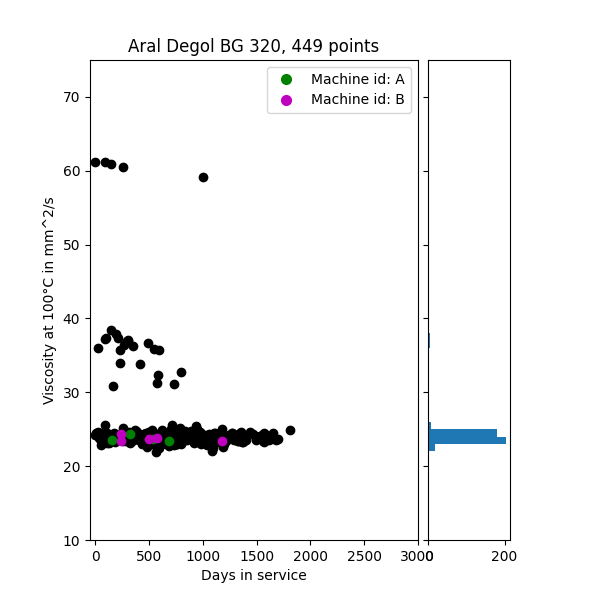 Aral Degol BG 320, 449 points
Machine id: A
Machine id: B
Viscosity at 100°C in mm^2/s
70
60
50
40
30
20
10
0 500 1000 1500 2000 2500 3000
0 200
Days in service